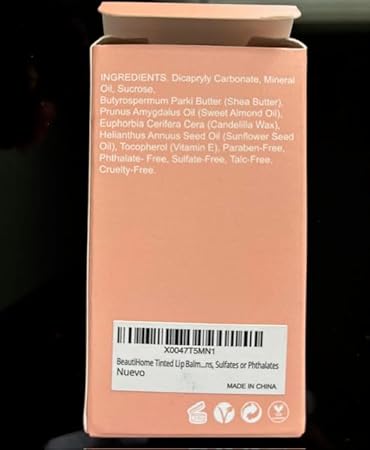 INGREDIENTS. Dicapryly Carbonate, Mineral
Oil, Sucrose,
Butyrospermum Parki Butter (Shea Butter),
Prunus Amygdalus Oil (Sweet Almond Oil),
Euphorbia Cerifera Cera (Candelilla Wax),
Helianthus Annuus Seed Oil (Sunflower Seed
Oil), Tocopherol (Vitamin E), Paraben-Free,
Phthalate- Free, Sulfate-Free, Talc-Free.
Cruelty-Free.
X0047T5MN1
BeautiHome Tinted Lip Balm...ns, Sulfates or Phthalates
Nuevo
MADE IN CHINA